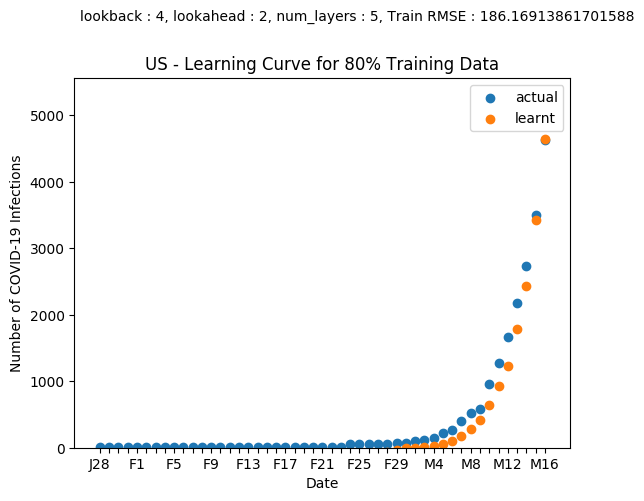 lookback : 4, lookahead : 2, num_layers : 5, Train RMSE : 186.16913861701588
US - Learning Curve for 80% Training Data
actual
learnt
5000
4000
3000
2000
1000
0
Number of COVID-19 Infections
J28 F1 F5 F9 F13 F17 F21 F25 F29 M4 M8 M12 M16
Date